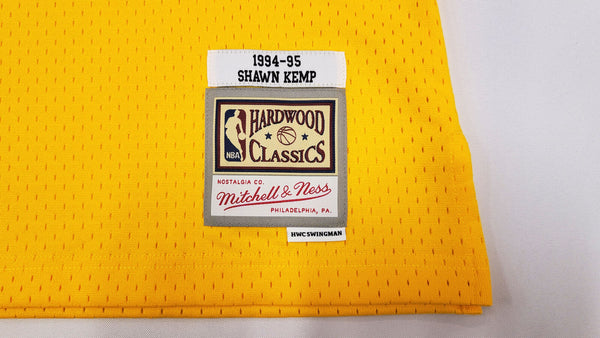 1994-95
SHAWN KEMP
HARDWOOD
CLASSICS
NBA
NOSTALGIA CO.
Mitchell & Ness
PHILADELPHIA, PA.
HWC SWINGMAN